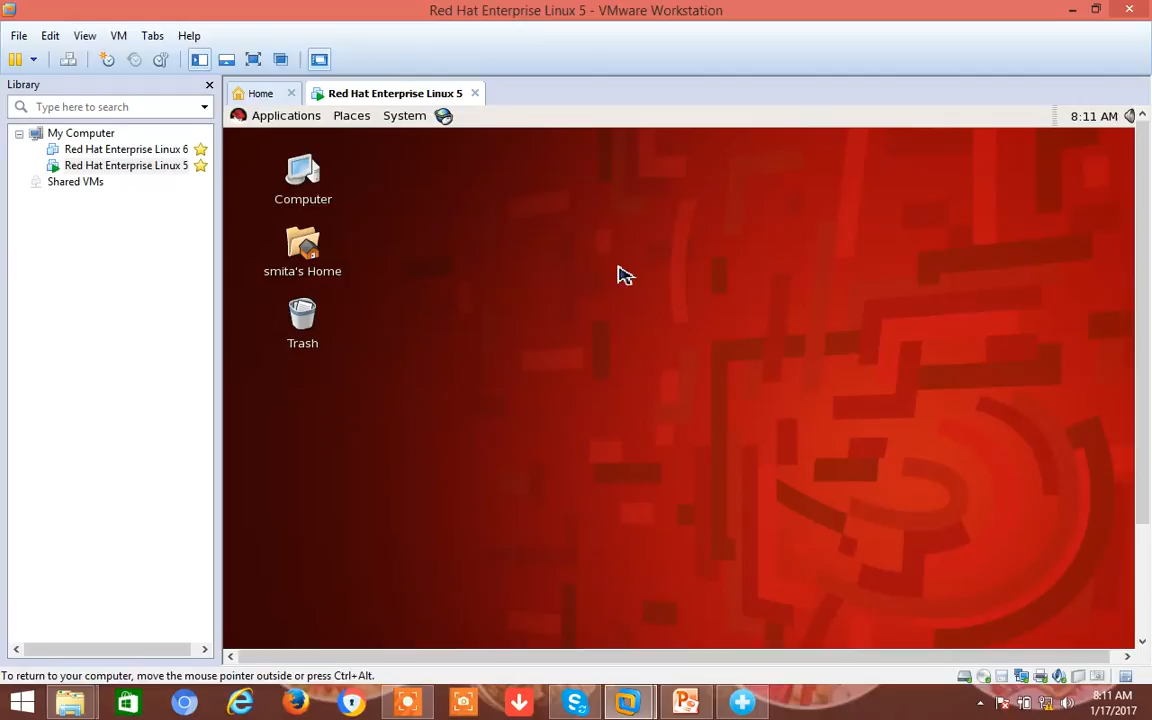 Red Hat Enterprise Linux 5 - VMware Workstation
File Edit View VM Tabs Help
Library
Type here to search
My Computer
Red Hat Enterprise Linux 6
Red Hat Enterprise Linux 5
Shared VMs
Home
Red Hat Enterprise Linux 5
Applications Places System
8:11 AM
Computer
smita's Home
Trash
To return to your computer, move the mouse pointer outside or press Ctrl+Alt.
8:11 AM
1/17/2017